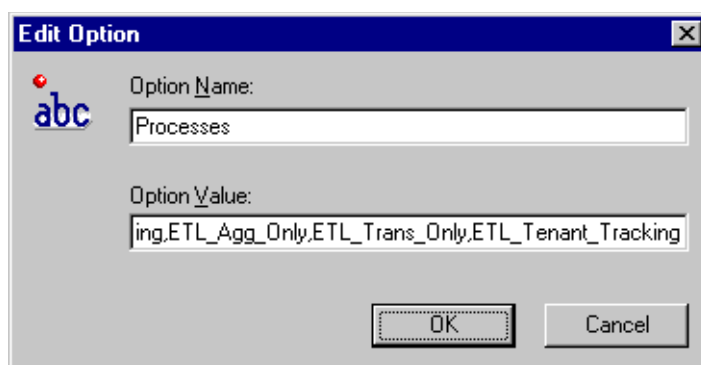 Edit Option
abc
Option Name:
Processes
Option Value:
ing,ETL_Agg_Only,ETL_Trans_Only,ETL_Tenant_Tracking
OK
Cancel